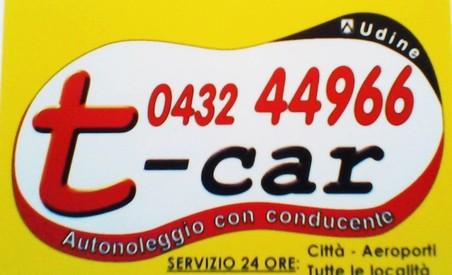 Udine
0432 44966
t-car
Autonoleggio con conducente
SERVIZIO 24 ORE: Città - Aeroporti
Tutte le località